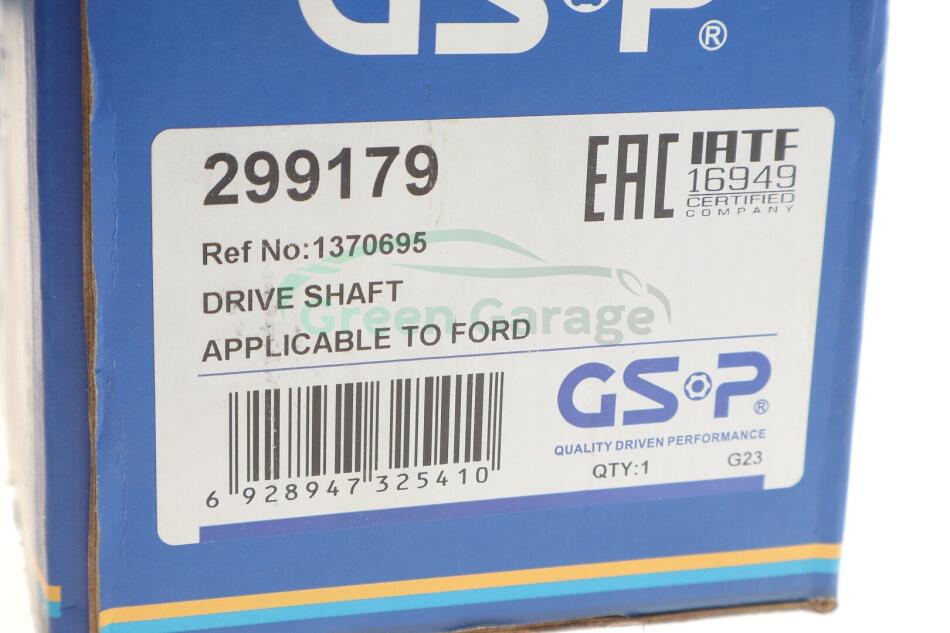 GS P®
299179
EAC IATF
16949
CERTIFIED
COMPANY
Ref No:1370695
DRIVE SHAFT
Green Garage
APPLICABLE TO FORD
GS P®
QUALITY DRIVEN PERFORMANCE
QTY:1 G23
6 928947 325410